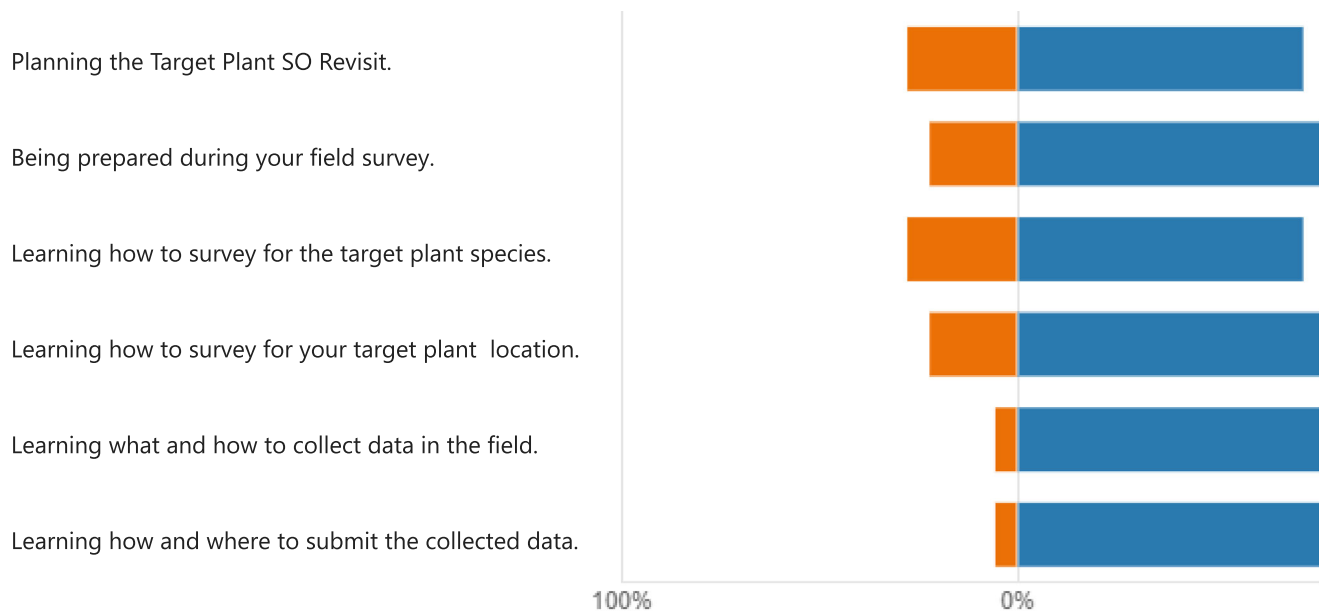 Planning the Target Plant SO Revisit.
Being prepared during your field survey.
Learning how to survey for the target plant species.
Learning how to survey for your target plant  location.
Learning what and how to collect data in the field.
Learning how and where to submit the collected data.
100% 0%